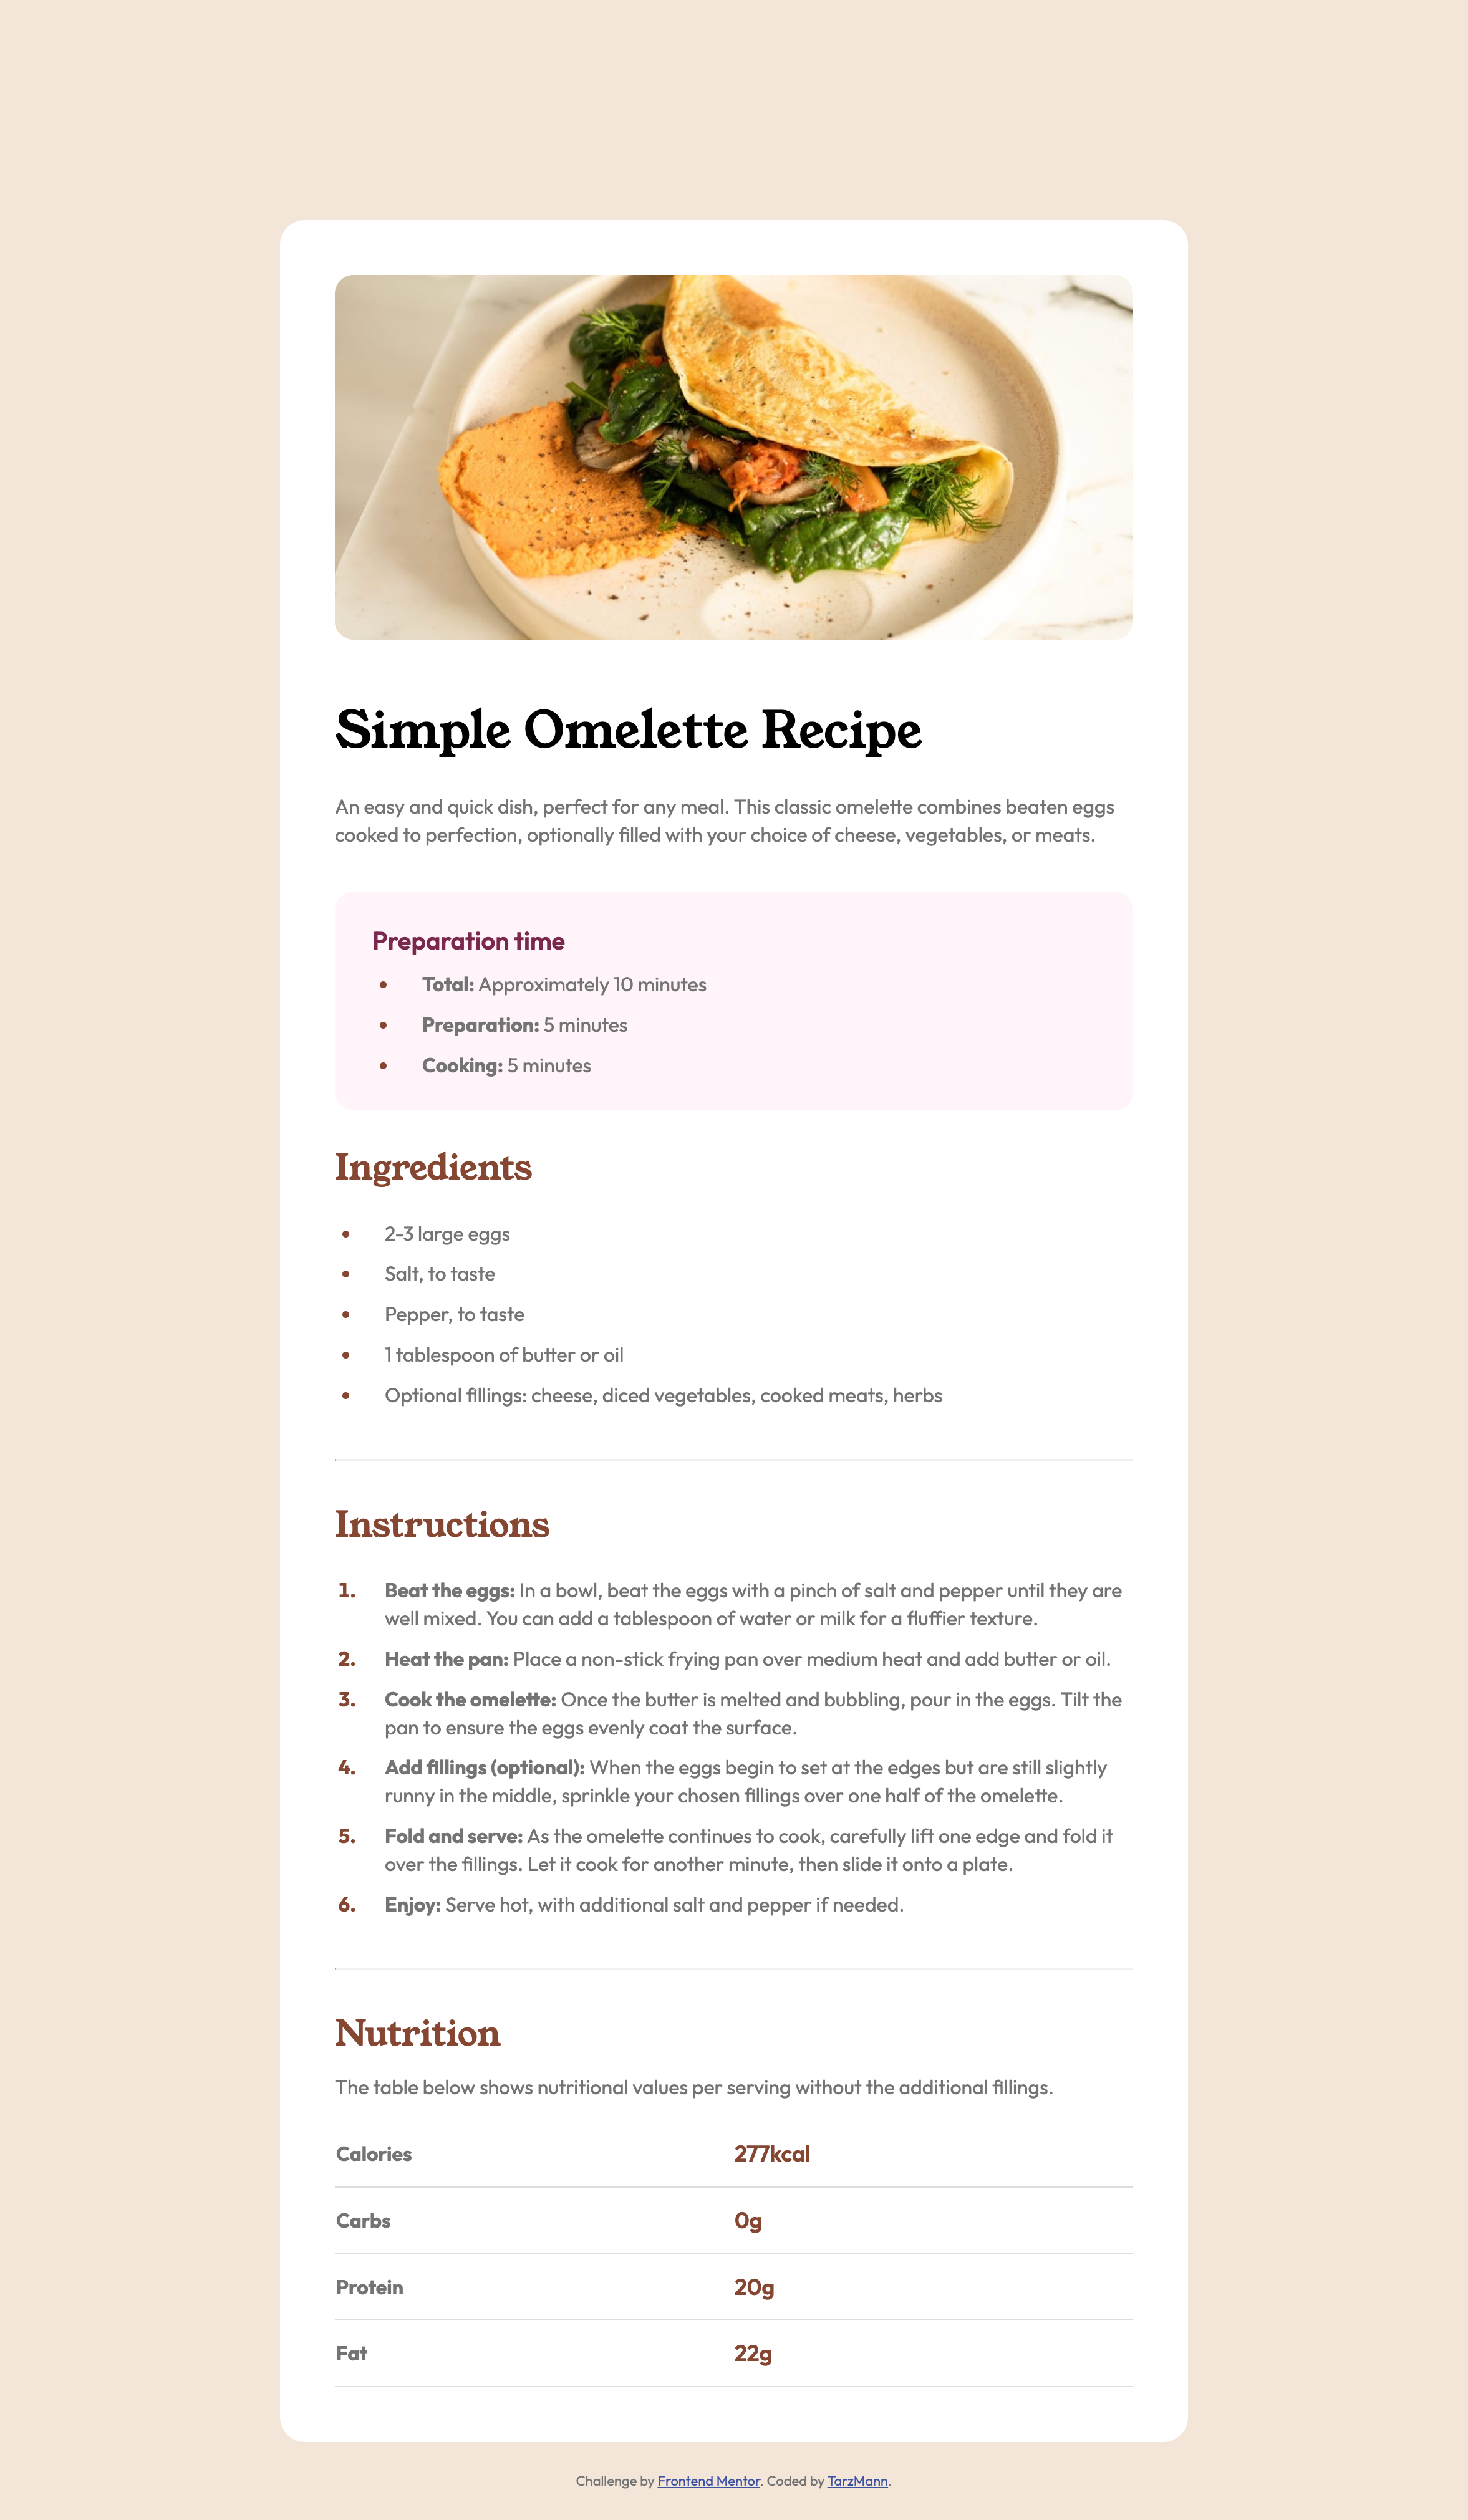 Simple Omelette Recipe
An easy and quick dish, perfect for any meal. This classic omelette combines beaten eggs
cooked to perfection, optionally filled with your choice of cheese, vegetables, or meats.
Preparation time
• Total: Approximately 10 minutes
• Preparation: 5 minutes
• Cooking: 5 minutes
Ingredients
• 2-3 large eggs
• Salt, to taste
• Pepper, to taste
• 1 tablespoon of butter or oil
• Optional fillings: cheese, diced vegetables, cooked meats, herbs
Instructions
1. Beat the eggs: In a bowl, beat the eggs with a pinch of salt and pepper until they are
well mixed. You can add a tablespoon of water or milk for a fluffier texture.
2. Heat the pan: Place a non-stick frying pan over medium heat and add butter or oil.
3. Cook the omelette: Once the butter is melted and bubbling, pour in the eggs. Tilt the
pan to ensure the eggs evenly coat the surface.
4. Add fillings (optional): When the eggs begin to set at the edges but are still slightly
runny in the middle, sprinkle your chosen fillings over one half of the omelette.
5. Fold and serve: As the omelette continues to cook, carefully lift one edge and fold it
over the fillings. Let it cook for another minute, then slide it onto a plate.
6. Enjoy: Serve hot, with additional salt and pepper if needed.
Nutrition
The table below shows nutritional values per serving without the additional fillings.
Calories 277kcal
Carbs 0g
Protein 20g
Fat 22g
Challenge by Frontend Mentor. Coded by TarzMann.